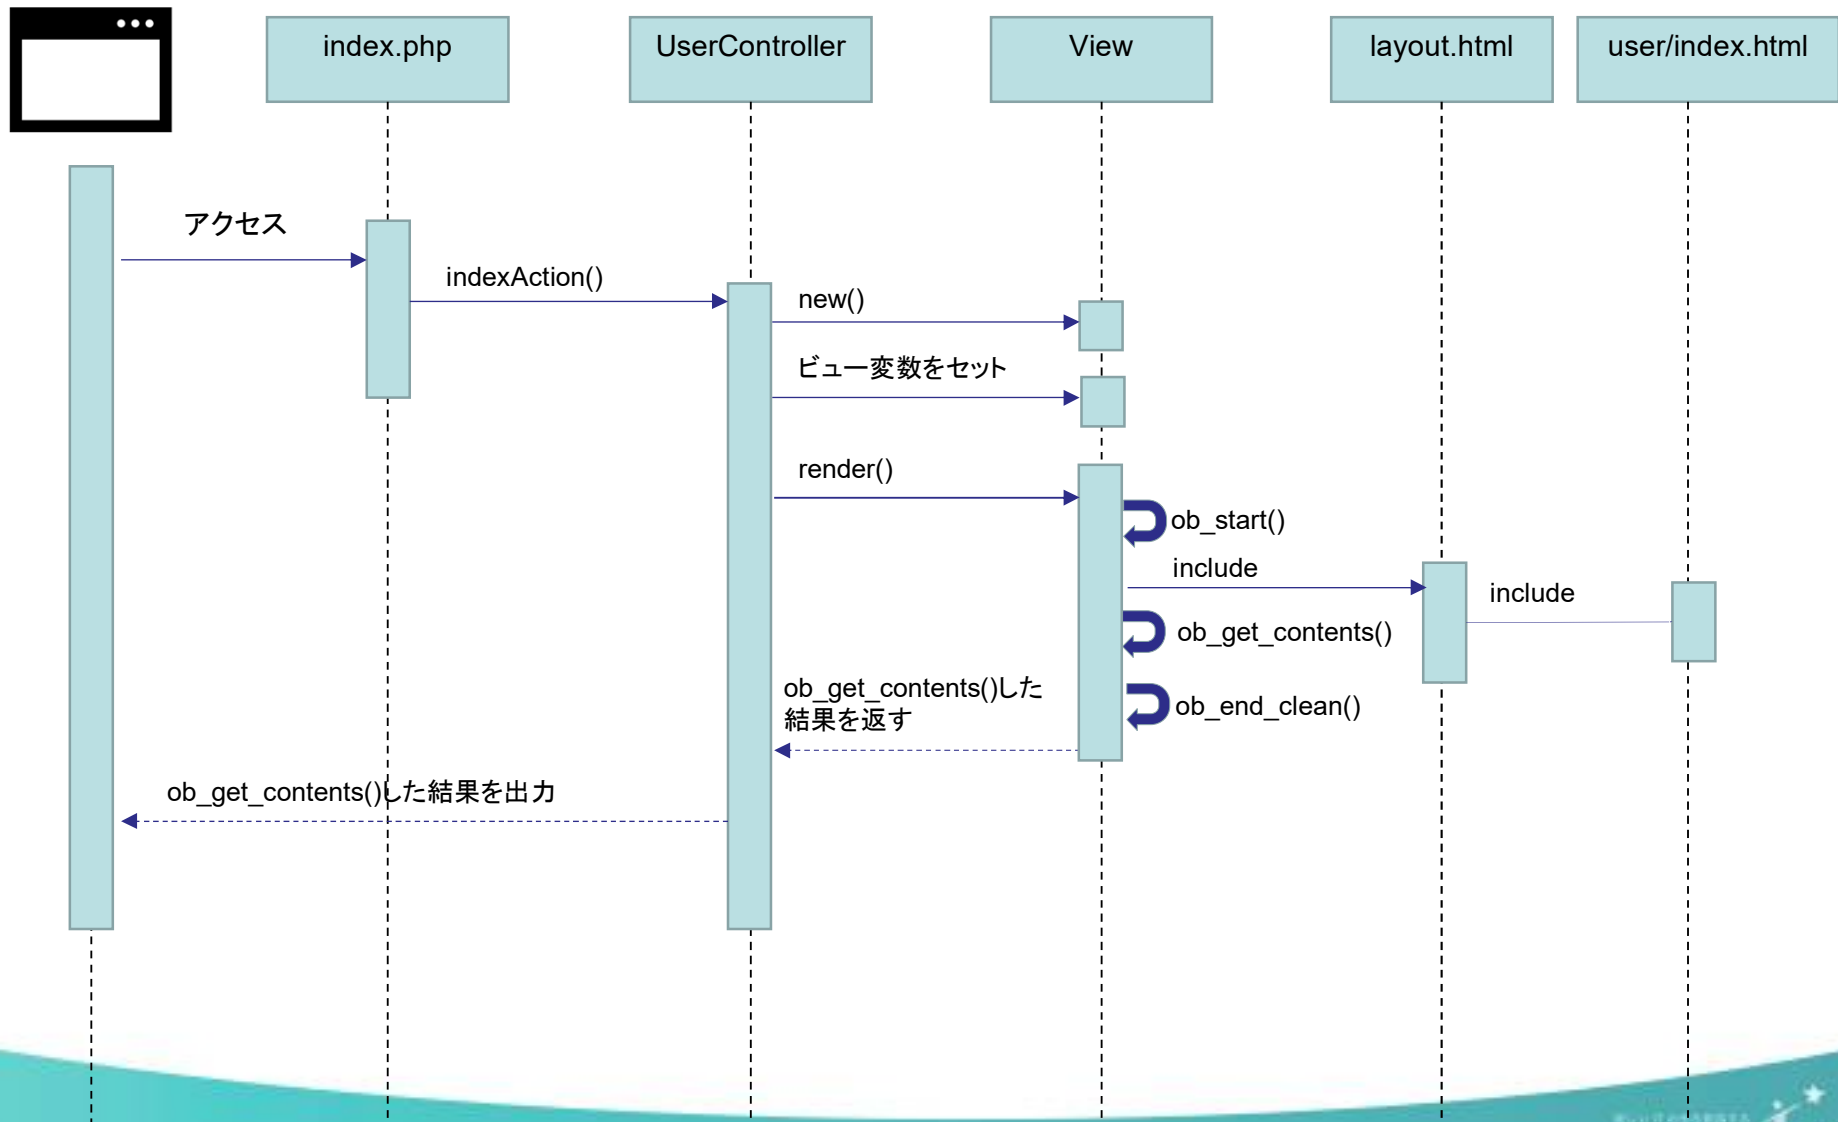 index.php
UserController
View
layout.html
user/index.html
アクセス
indexAction()
new()
ビュー変数をセット
render()
ob_start()
include
include
ob_get_contents()
ob_get_contents()した
結果を返す
ob_end_clean()
ob_get_contents()した結果を出力